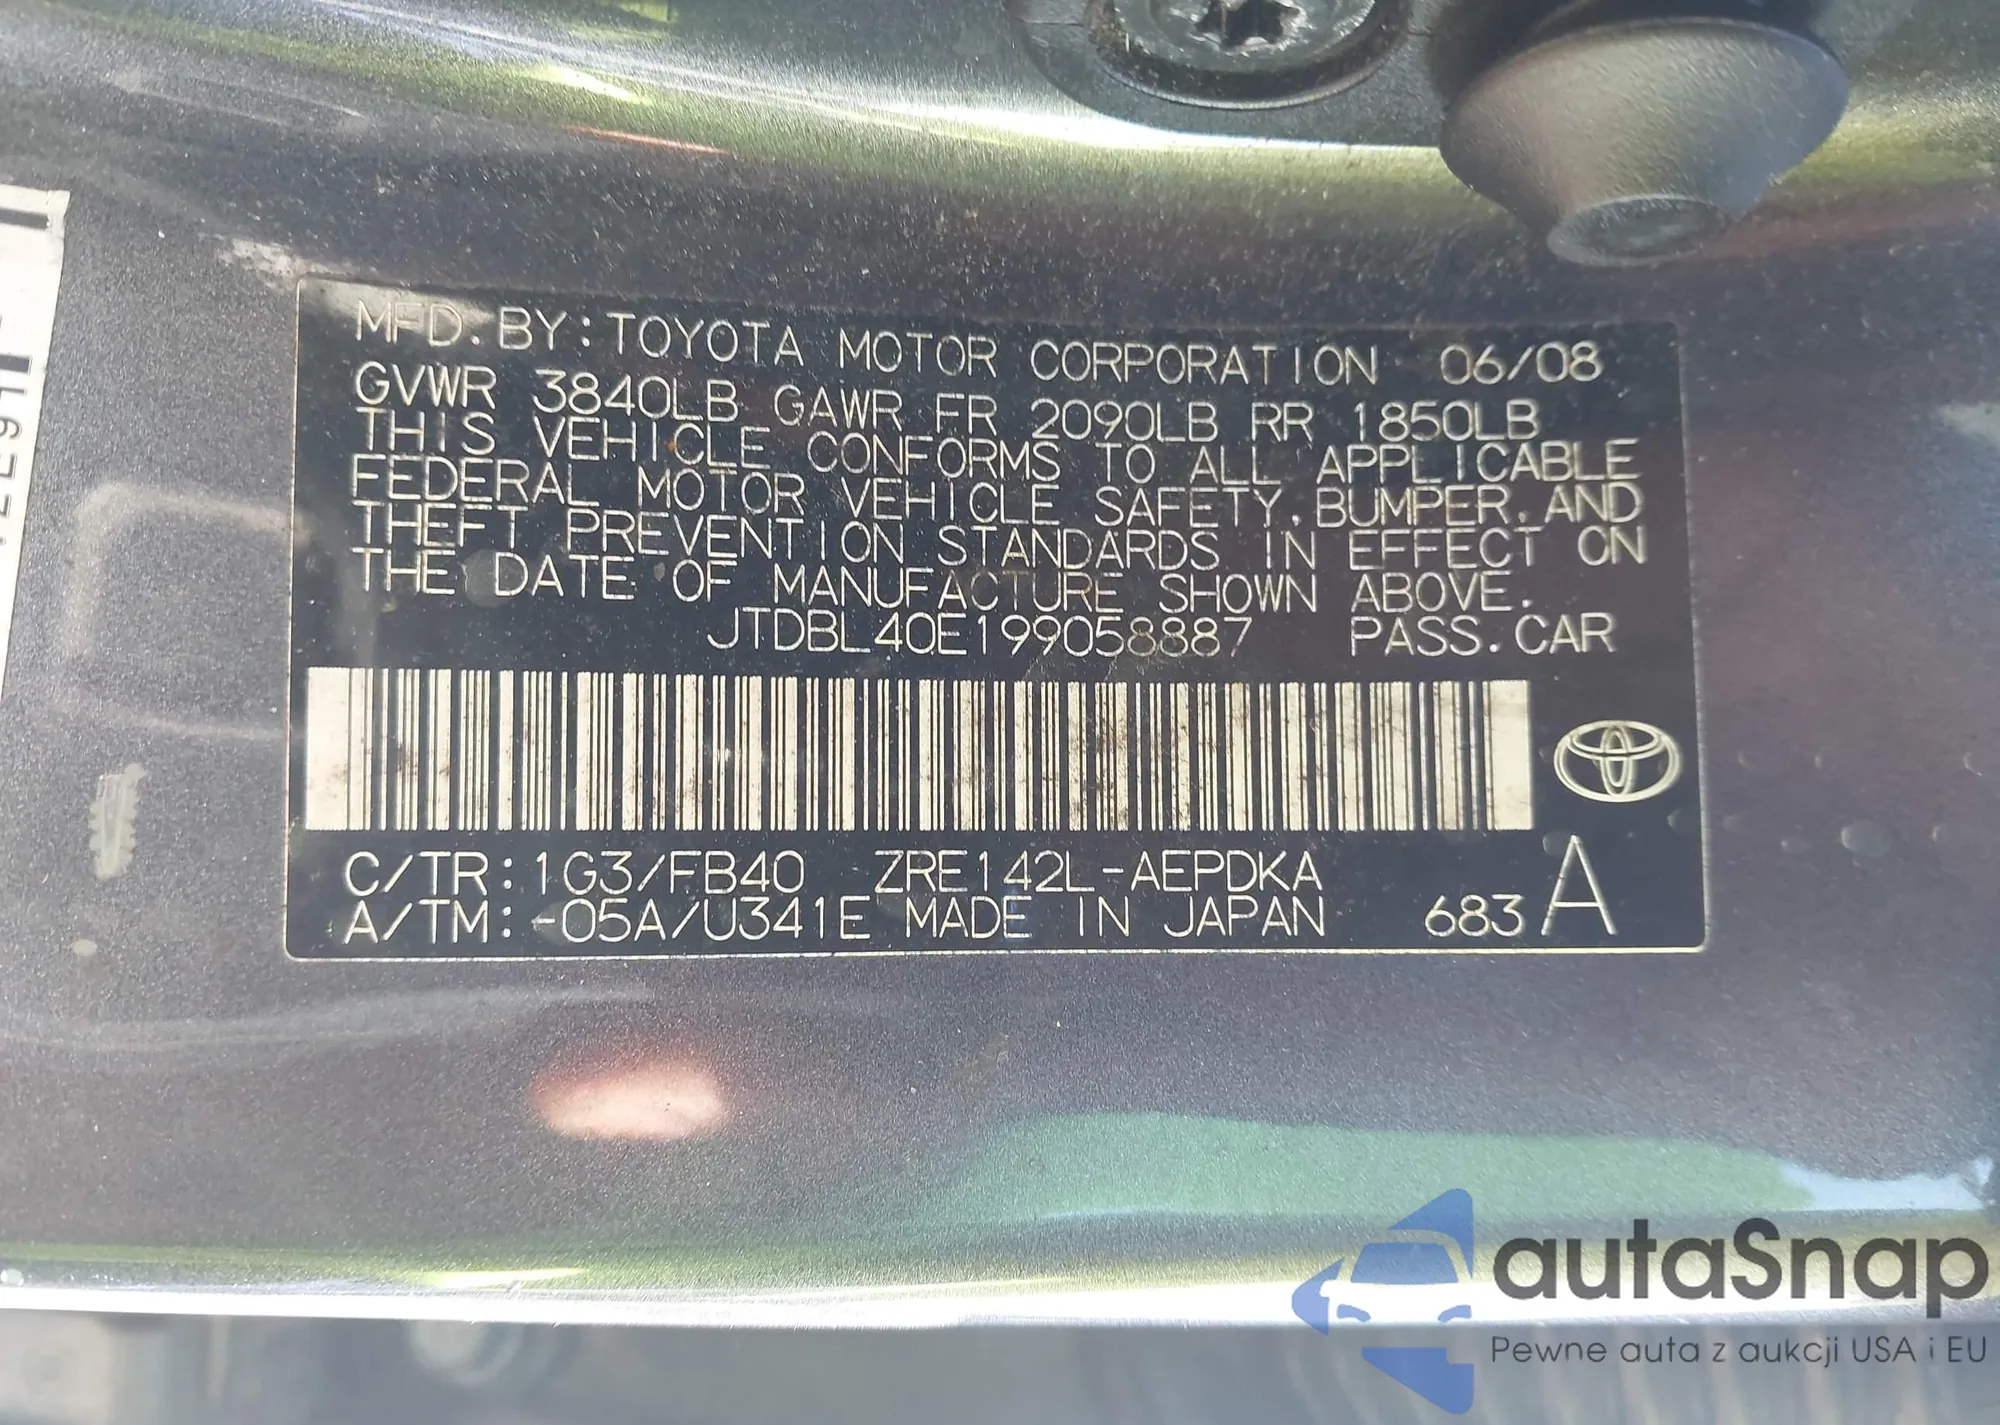 MFD. BY: TOYOTA MOTOR CORPORATION 06/08
GVWR 3840LB GAWR FR 2090LB RR 1850LB
THIS VEHICLE CONFORMS TO ALL APPLICABLE
FEDERAL MOTOR VEHICLE SAFETY, BUMPER, AND
THEFT PREVENTION STANDARDS IN EFFECT ON
THE DATE OF MANUFACTURE SHOWN ABOVE.
JTDBL40E199058887 PASS. CAR
C/TR: 1G3/FB40 ZRE142L-AEPDKA
A/TM: -05A/U341E MADE IN JAPAN 683 A
autaSnap
Pewne auta z aukcji USA i EU